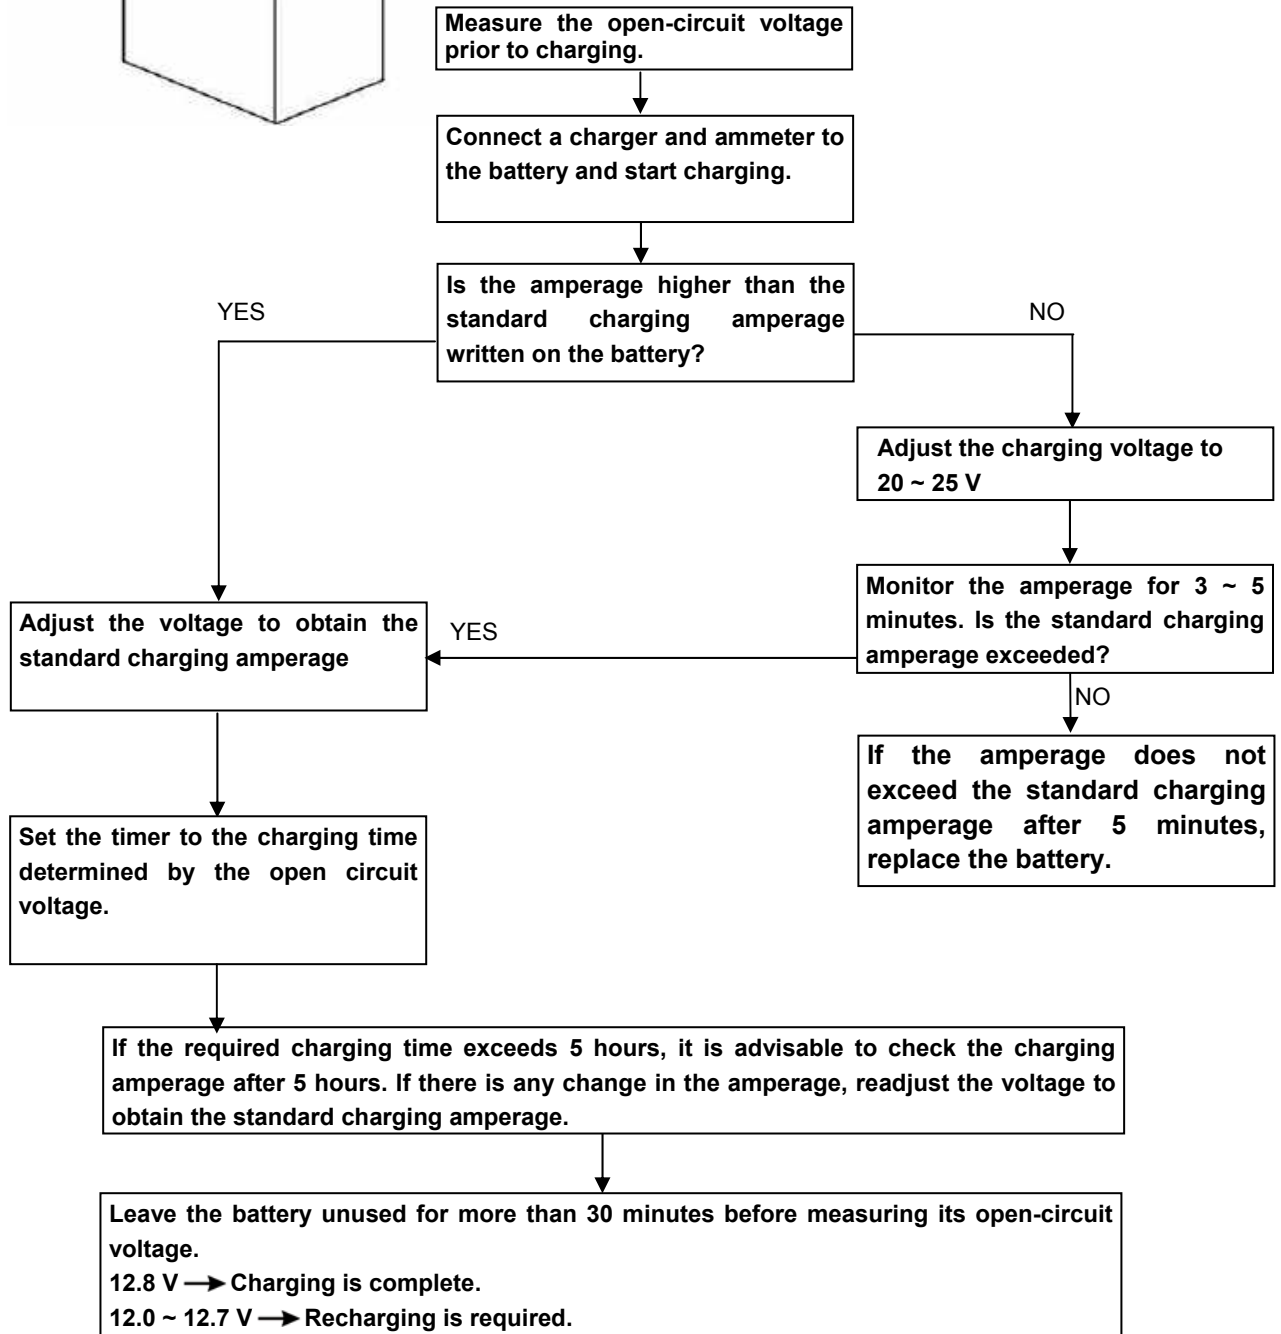 Measure the open-circuit voltage
prior to charging.
Connect a charger and ammeter to
the battery and start charging.
Is the amperage higher than the
standard charging amperage
written on the battery?
YES
NO
Adjust the charging voltage to
20 ~ 25 V
Monitor the amperage for 3 ~ 5
minutes. Is the standard charging
amperage exceeded?
YES
NO
Adjust the voltage to obtain the
standard charging amperage
If the amperage does not
exceed the standard charging
amperage after 5 minutes,
replace the battery.
Set the timer to the charging time
determined by the open circuit
voltage.
If the required charging time exceeds 5 hours, it is advisable to check the charging
amperage after 5 hours. If there is any change in the amperage, readjust the voltage to
obtain the standard charging amperage.
Leave the battery unused for more than 30 minutes before measuring its open-circuit
voltage.
12.8 V → Charging is complete.
12.0 ~ 12.7 V → Recharging is required.